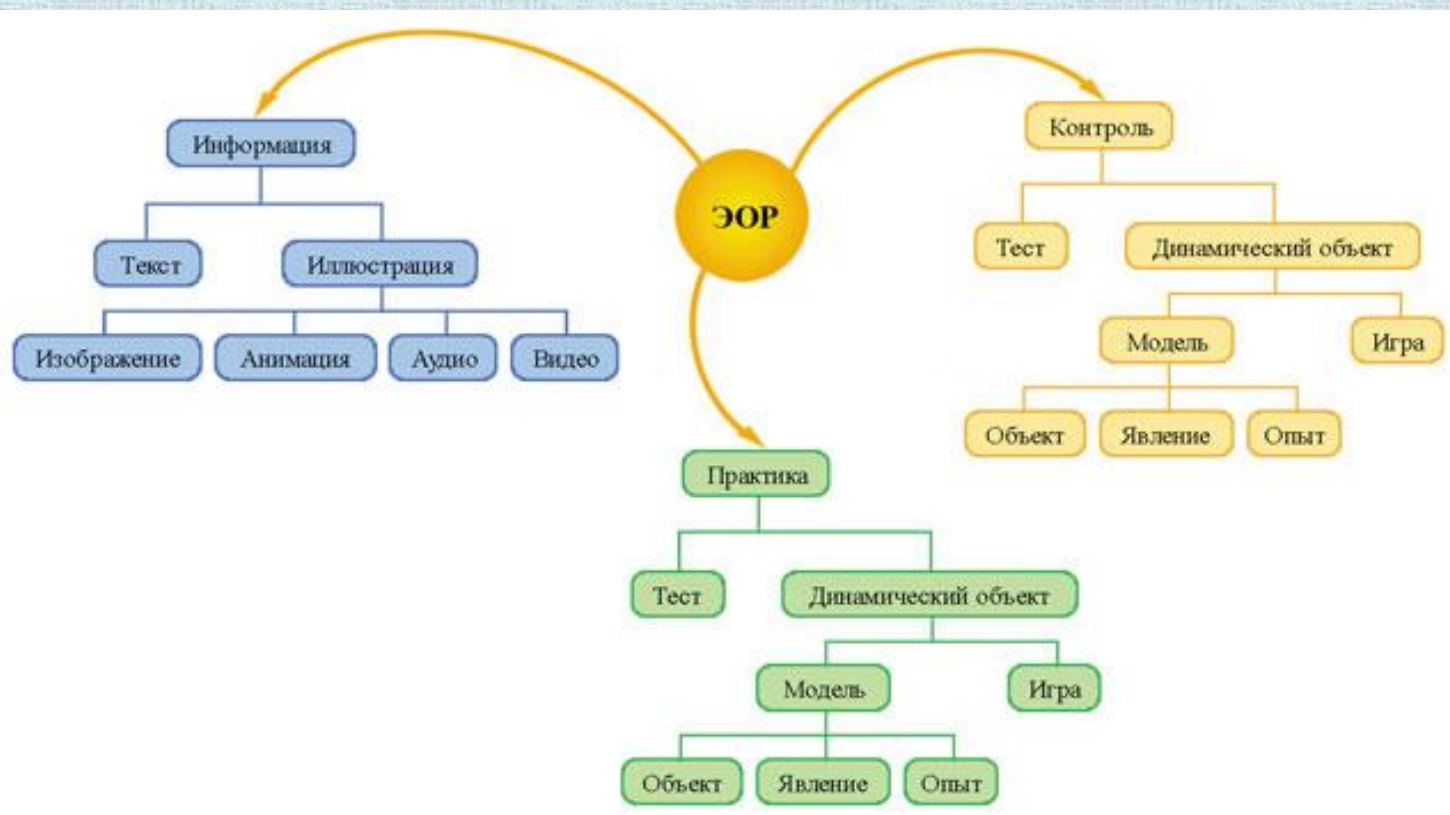 ЭОР
Информация
Текст
Иллюстрация
Изображение
Анимация
Аудио
Видео
Контроль
Тест
Динамический объект
Модель
Игра
Объект
Явление
Опыт
Практика
Тест
Динамический объект
Модель
Игра
Объект
Явление
Опыт